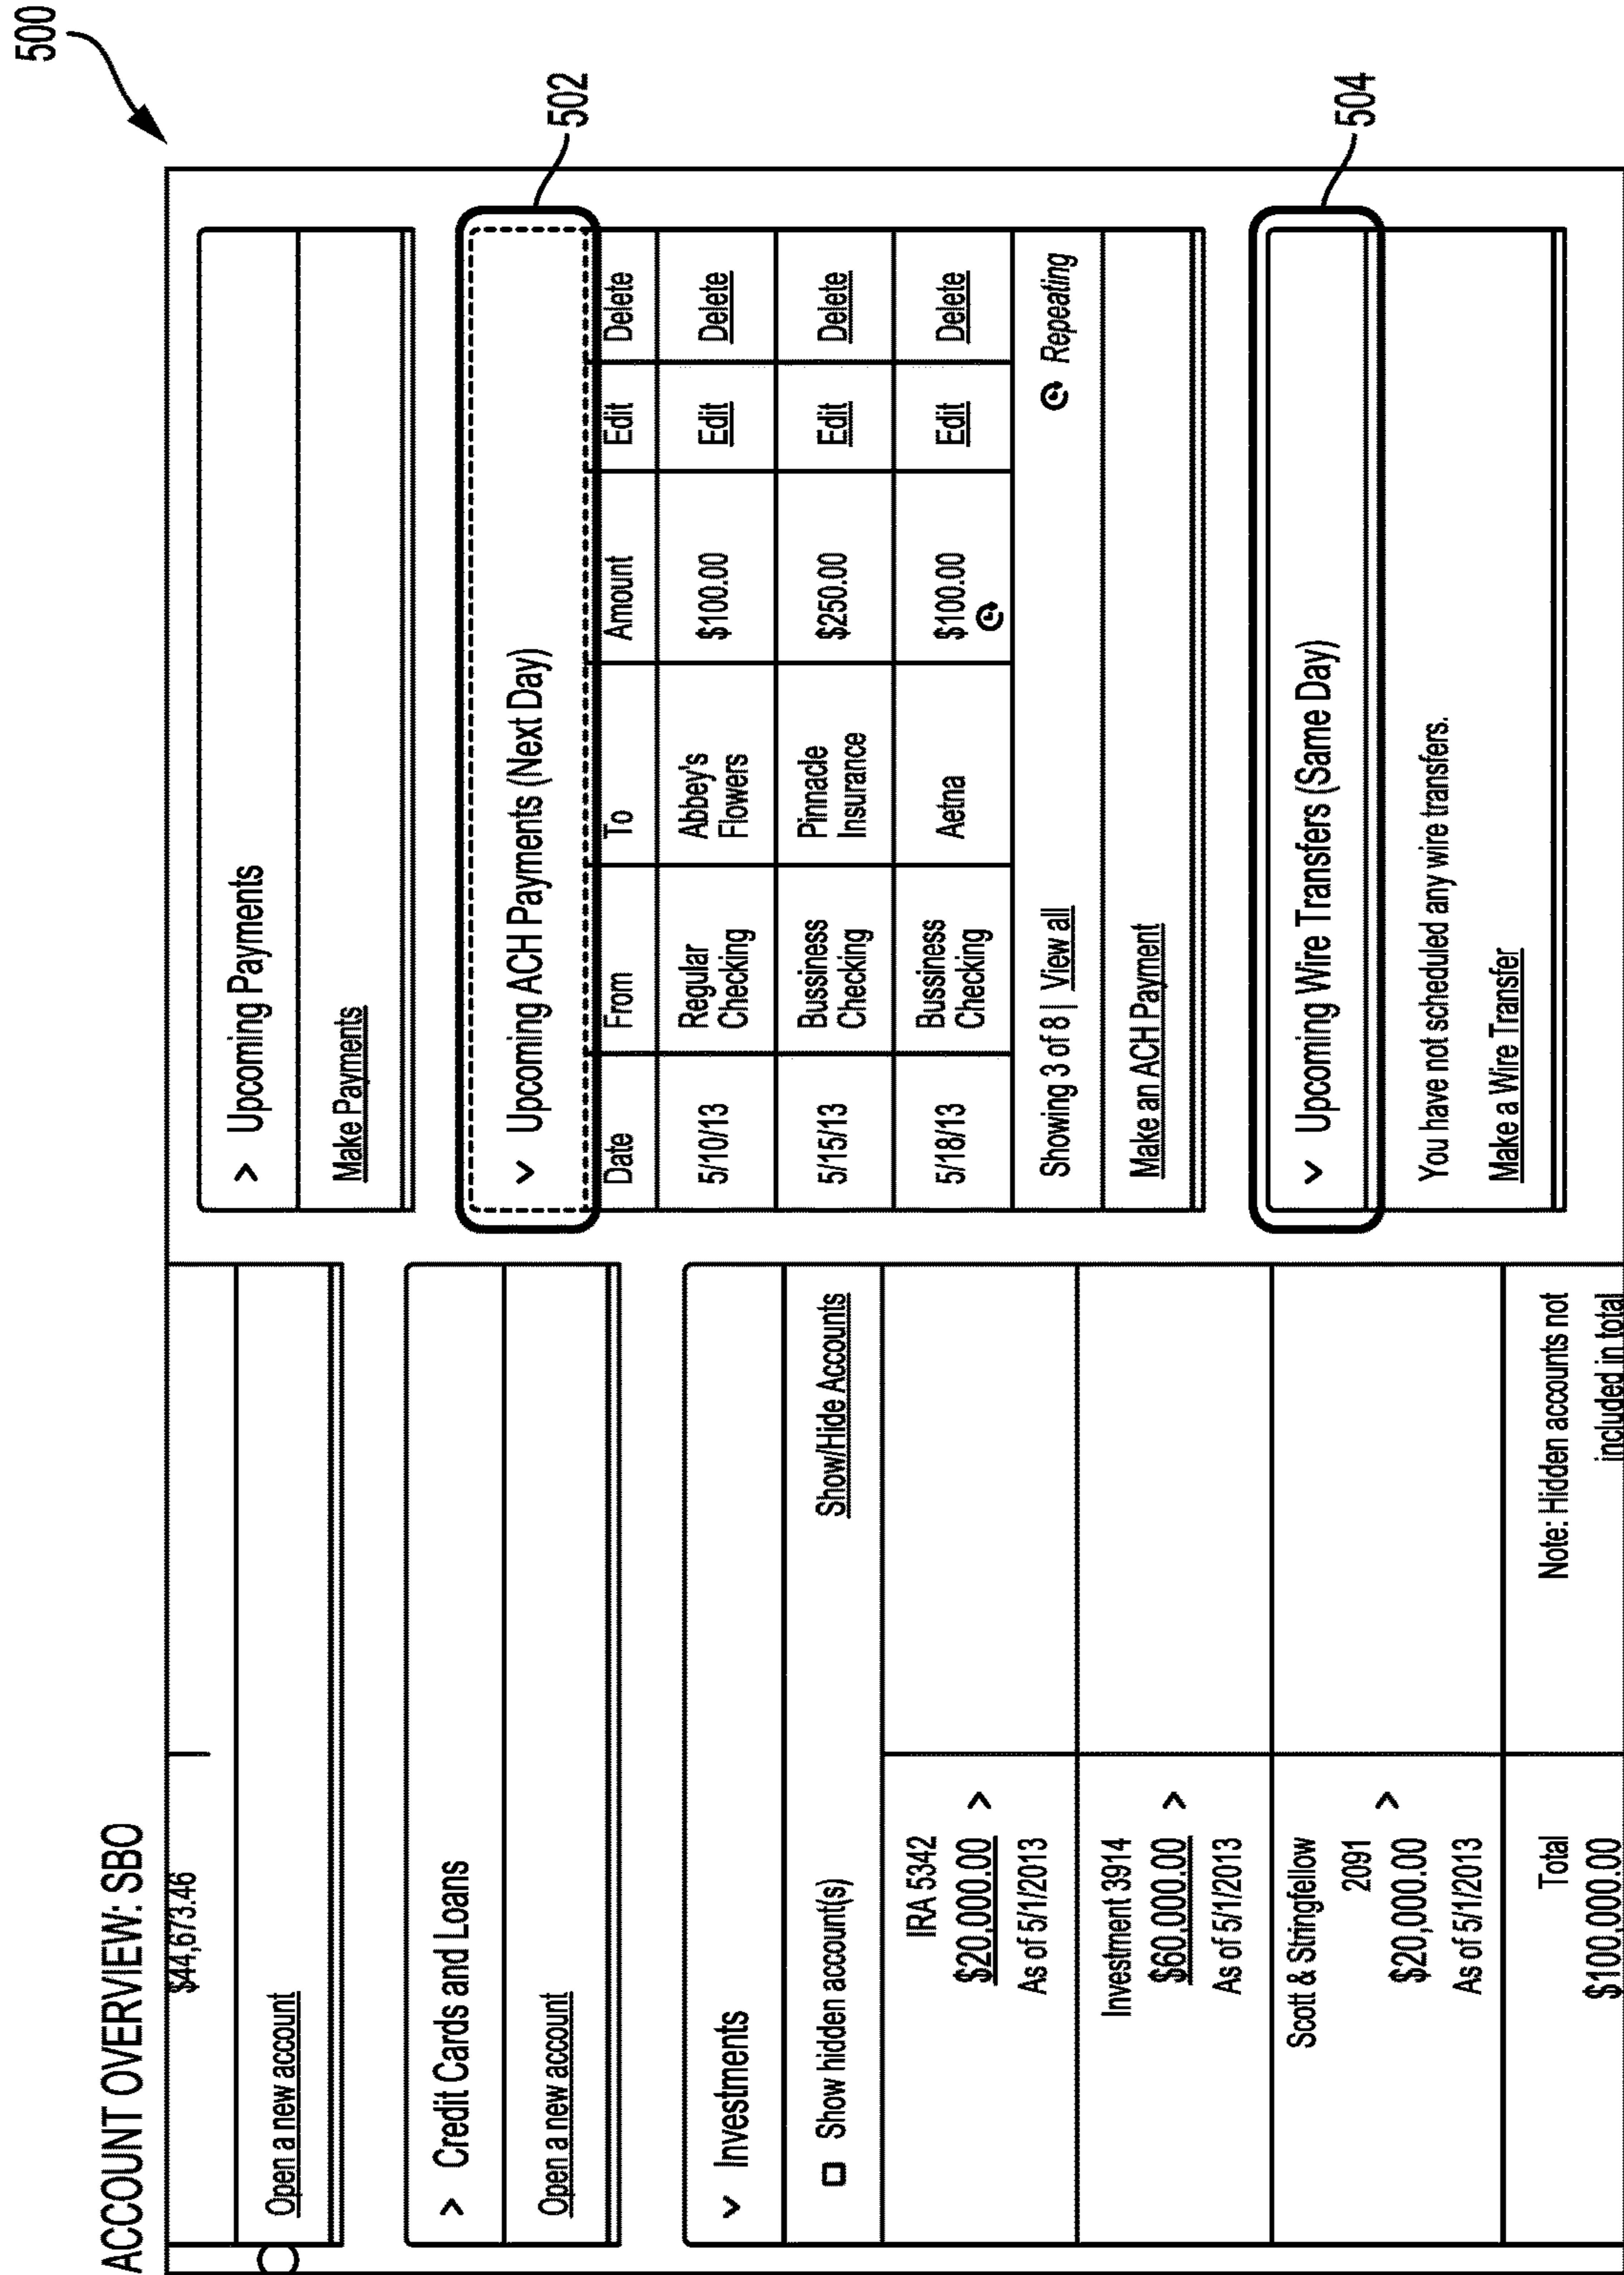 500
ACCOUNT OVERVIEW: SBO
$44,673.46
Open a new account
> Credit Cards and Loans
Open a new account
v Investments
Show hidden account(s) Show/Hide Accounts
IRA 5342
$20,000.00 >
As of 5/1/2013
Investment 3914
$60,000.00 >
As of 5/1/2013
Scott & Stringfellow
2091
$20,000.00 >
As of 5/1/2013
Total
$100,000.00
Note: Hidden accounts not
included in total
> Upcoming Payments
Make Payments
502
v Upcoming ACH Payments (Next Day)
Date From To Amount Edit Delete
5/10/13 Regular Checking Abbey's Flowers $100.00 Edit Delete
5/15/13 Bussiness Checking Pinnacle Insurance $250.00 Edit Delete
5/18/13 Bussiness Checking Aetna $100.00 Edit Delete
Showing 3 of 8 | View all Repeating
Make an ACH Payment
504
v Upcoming Wire Transfers (Same Day)
You have not scheduled any wire transfers.
Make a Wire Transfer